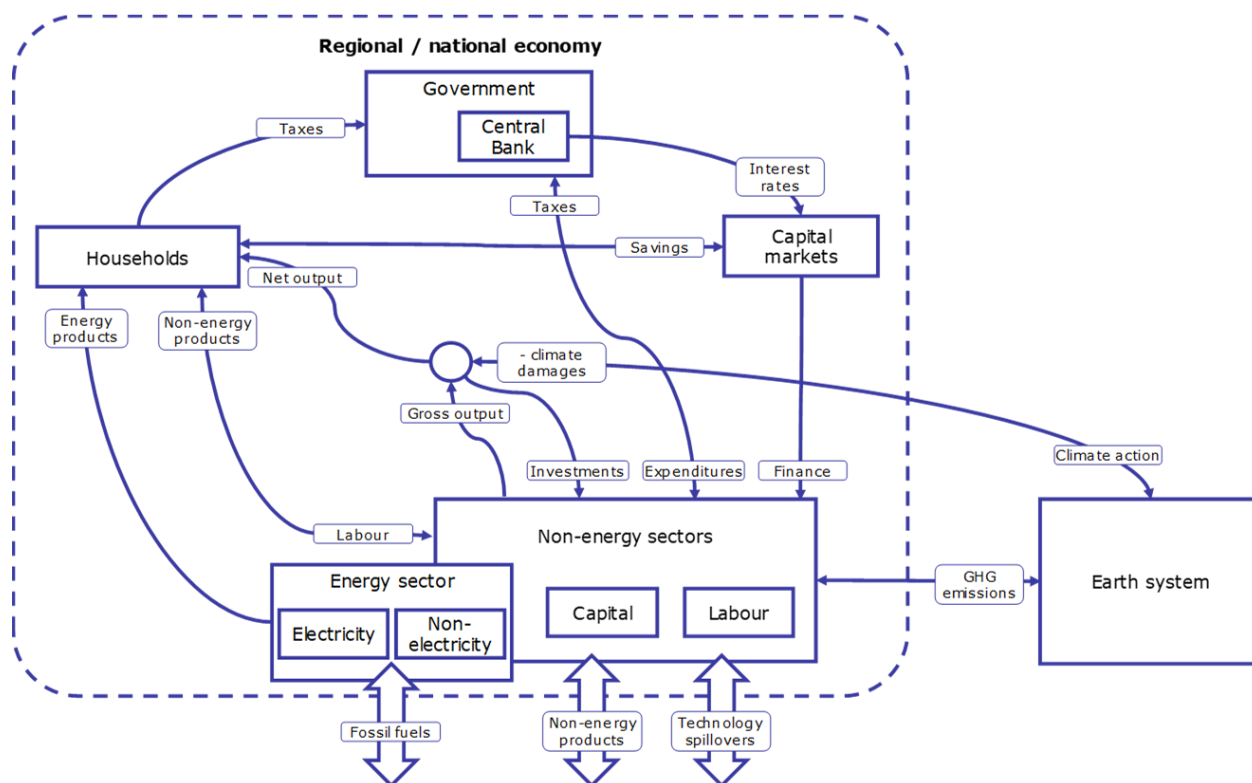 Regional / national economy
Government
Central
Bank
Taxes
Interest
rates
Taxes
Households
Savings
Capital
markets
Net output
Energy
products
Non-energy
products
- climate
damages
Gross output
Investments
Expenditures
Finance
Climate action
Labour
Non-energy sectors
Energy sector
Electricity
Non-
electricity
Capital
Labour
GHG
emissions
Earth system
Fossil fuels
Non-energy
products
Technology
spillovers